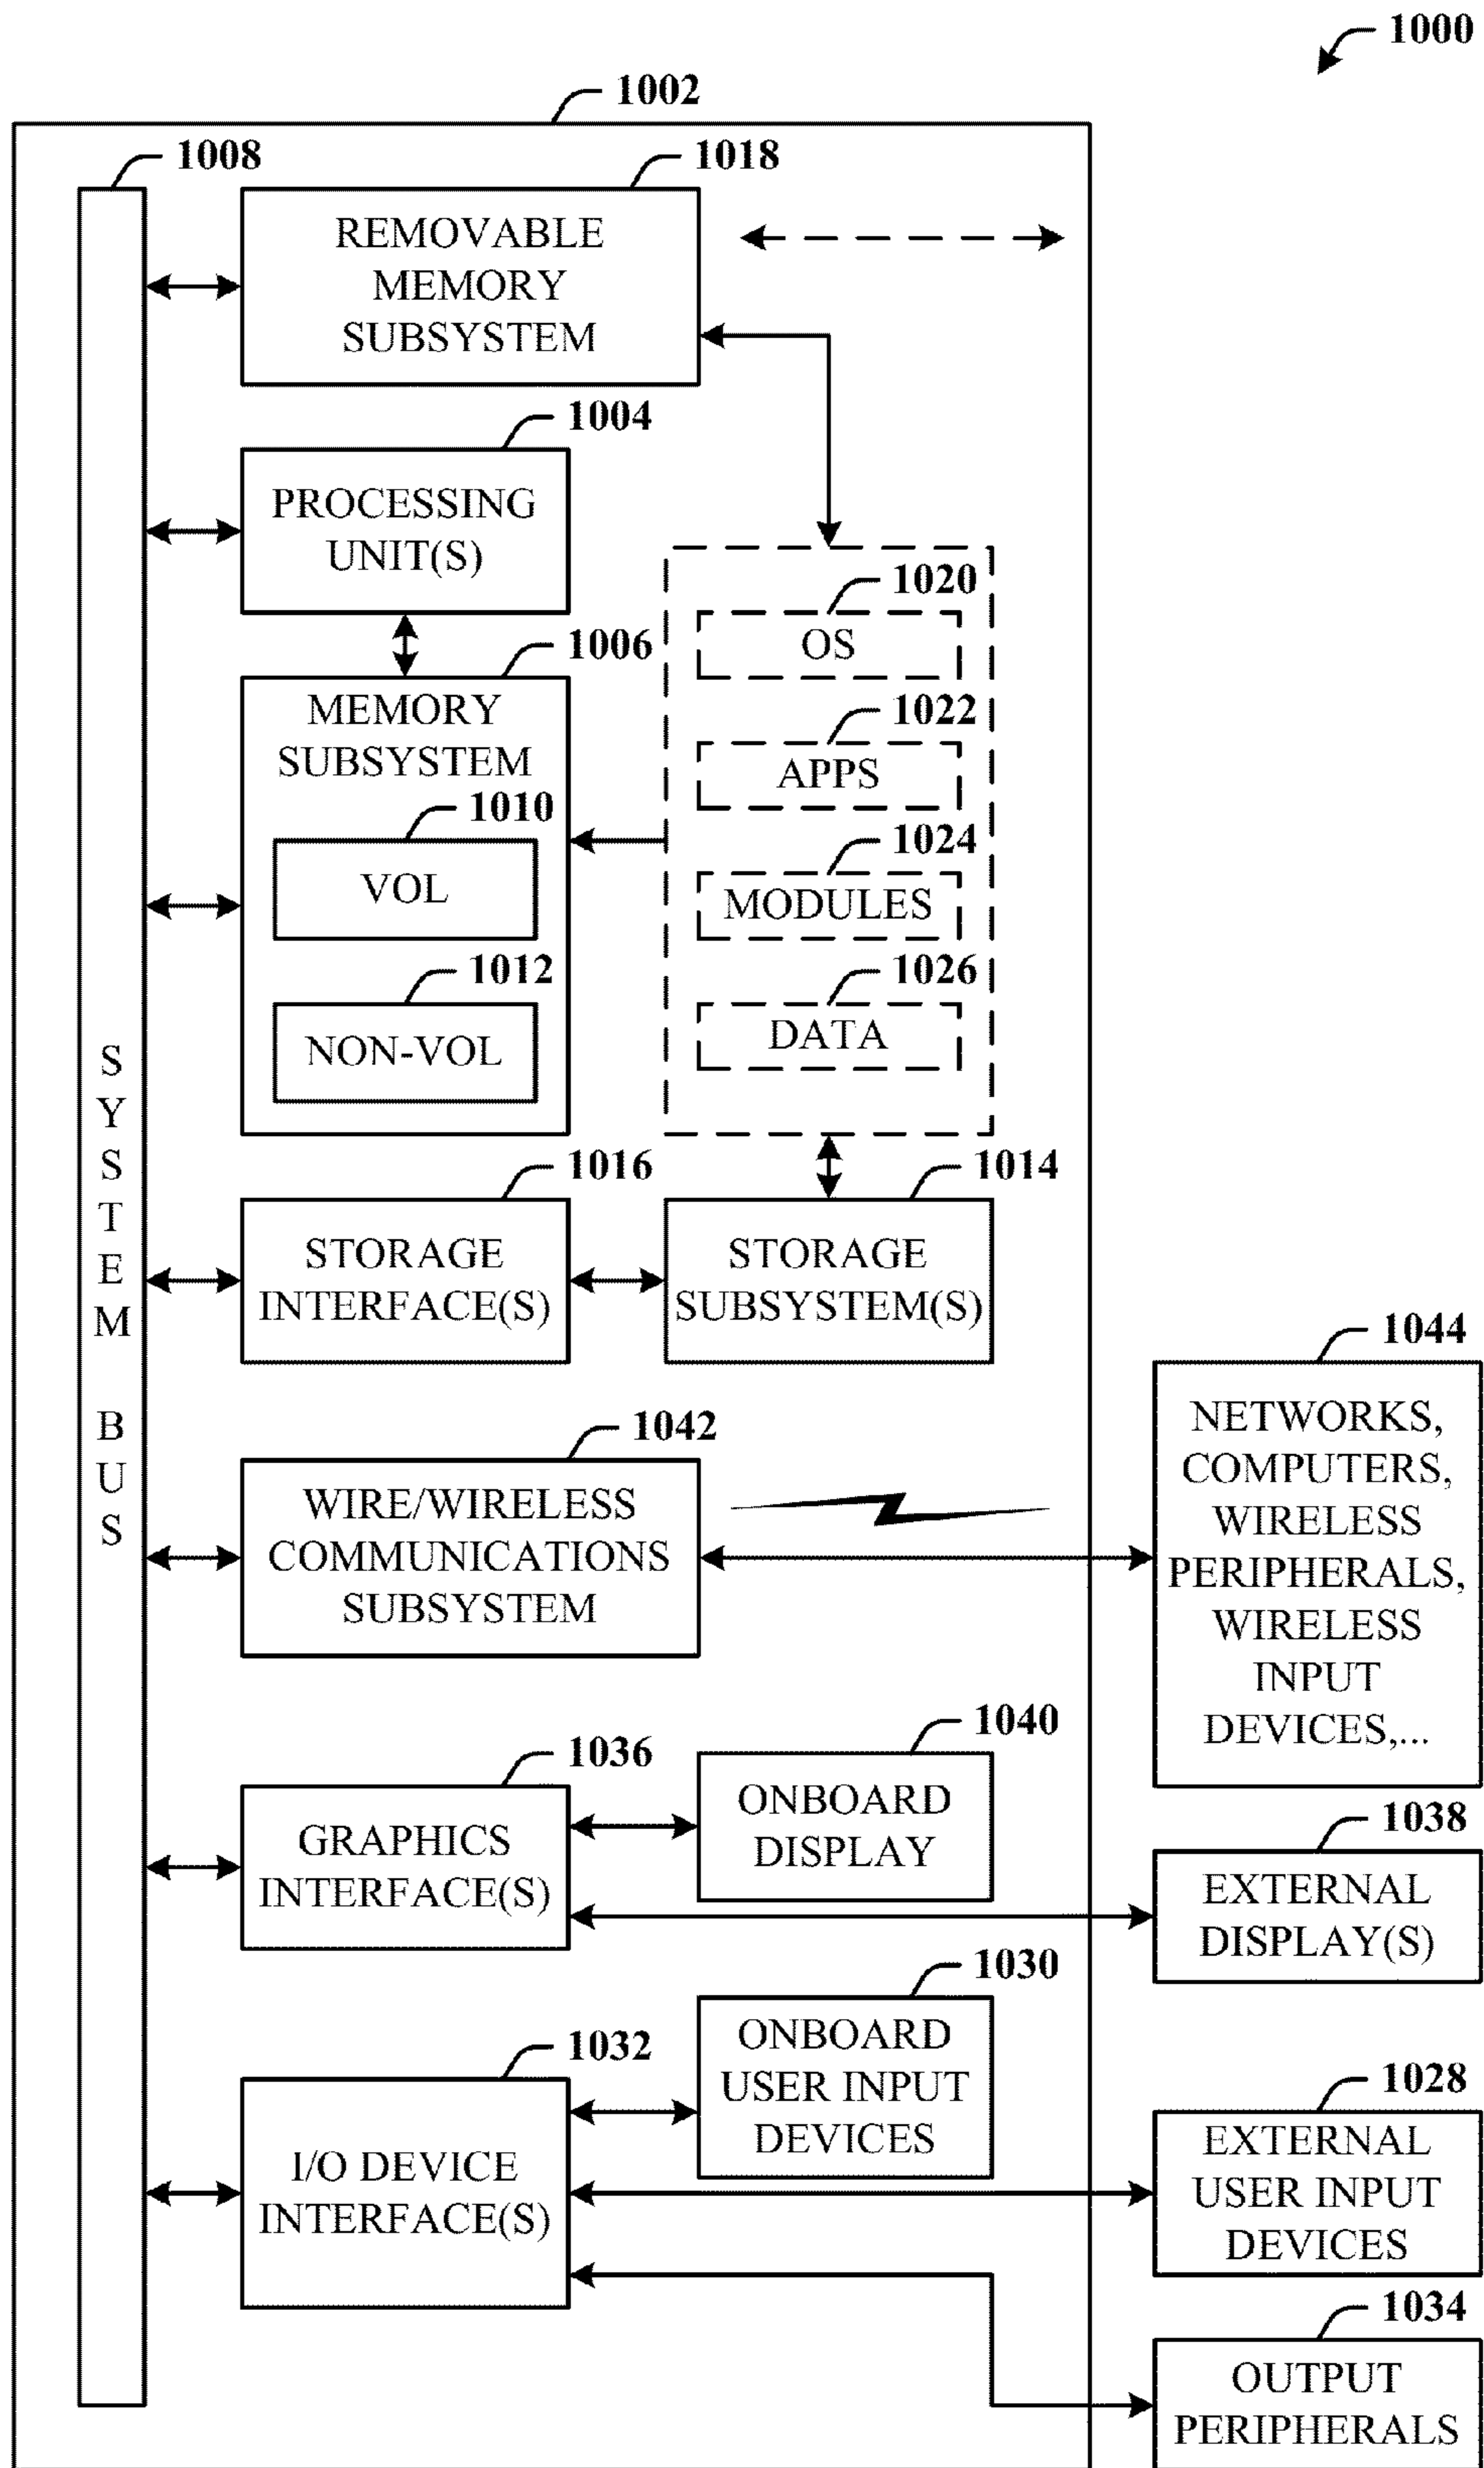 1000
1002
1008
1018
REMOVABLE
MEMORY
SUBSYSTEM
1004
PROCESSING
UNIT(S)
1006
MEMORY
SUBSYSTEM
1010
VOL
1012
NON-VOL
1020
OS
1022
APPS
1024
MODULES
1026
DATA
SYSTEM BUS
1016
STORAGE
INTERFACE(S)
1014
STORAGE
SUBSYSTEM(S)
1042
WIRE/WIRELESS
COMMUNICATIONS
SUBSYSTEM
1044
NETWORKS,
COMPUTERS,
WIRELESS
PERIPHERALS,
WIRELESS
INPUT
DEVICES,...
1036
GRAPHICS
INTERFACE(S)
1040
ONBOARD
DISPLAY
1038
EXTERNAL
DISPLAY(S)
1032
I/O DEVICE
INTERFACE(S)
1030
ONBOARD
USER INPUT
DEVICES
1028
EXTERNAL
USER INPUT
DEVICES
1034
OUTPUT
PERIPHERALS